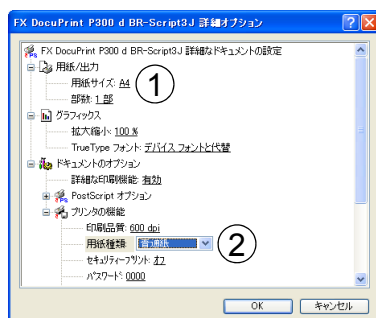 FX DocuPrint P300 d BR-Script3J 詳細オプション
FX DocuPrint P300 d BR-Script3J 詳細なドキュメントの設定
用紙/出力
用紙サイズ: A4
1
部数: 1 部
グラフィックス
拡大縮小: 100 %
TrueType フォント: デバイス フォントと代替
ドキュメントのオプション
詳細な印刷機能: 有効
PostScript オプション
プリンタの機能
印刷品質: 600 dpi
用紙種類: 普通紙
2
セキュリティープリント: オフ
パスワード: 0000
OK キャンセル